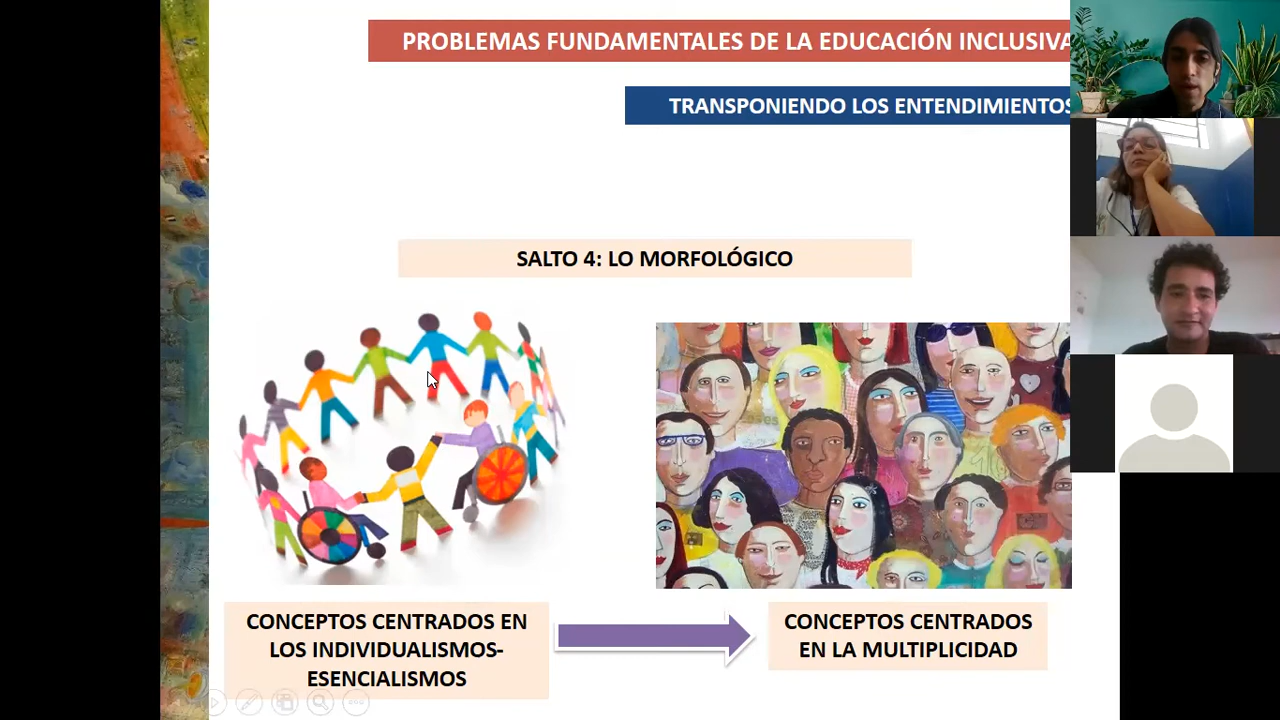 PROBLEMAS FUNDAMENTALES DE LA EDUCACIÓN INCLUSIVA
TRANSPONIENDO LOS ENTENDIMIENTOS
SALTO 4: LO MORFOLÓGICO
CONCEPTOS CENTRADOS EN
LOS INDIVIDUALISMOS-
ESENCIALISMOS
CONCEPTOS CENTRADOS
EN LA MULTIPLICIDAD